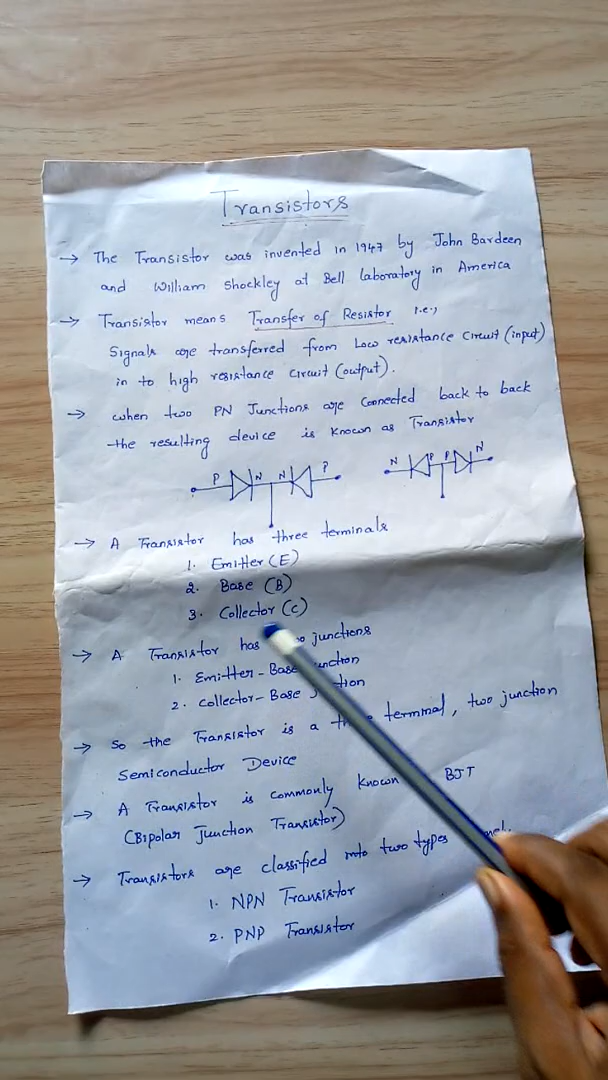 Transistors
→ The Transistor was invented in 1947 by John Bardeen
and William Shockley at Bell laboratory in America
→ Transistor means Transfer of Resistor i.e.,
Signals are transferred from Low resistance circuit (input)
in to high resistance circuit (output).
→ when two PN Junctions are connected back to back
the resulting device is known as Transistor
P N N P N P P N
→ A Transistor has three terminals
1. Emitter (E)
2. Base (B)
3. Collector (C)
→ A Transistor has junctions
1. Emitter - Base
2. Collector - Base
→ So the Transistor is a terminal, two junction
Semiconductor Device
→ A Transistor is commonly known BJT
(Bipolar Junction Transistor)
→ Transistors are classified into two types
1. NPN Transistor
2. PNP Transistor